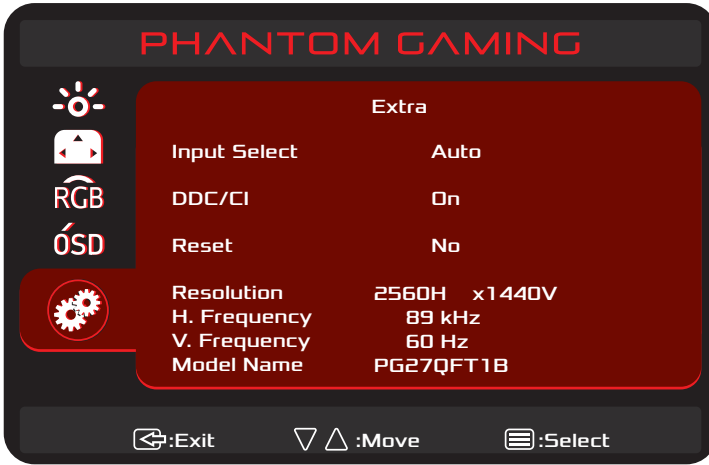 PHANTOM GAMING
Extra
Input Select Auto
RGB
DDC/CI On
OSD
Reset No
Resolution 2560H x1440V
H. Frequency 89 kHz
V. Frequency 60 Hz
Model Name PG27QFT1B
:Exit :Move :Select